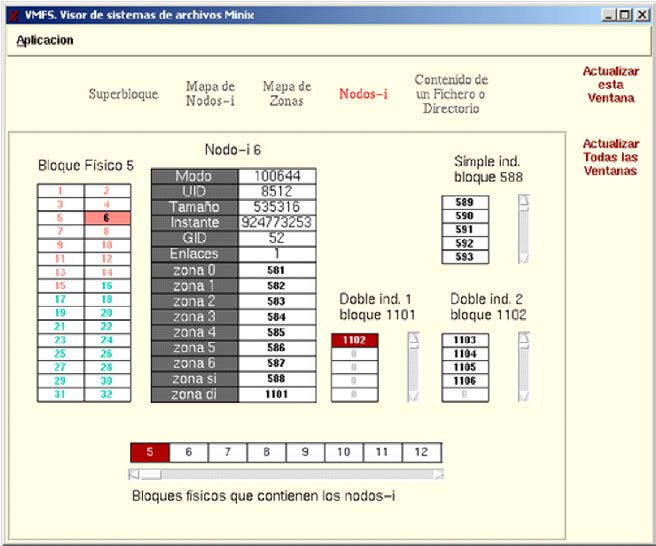 VMFS. Visor de sistemas de archivos Minix
Aplicacion
Superbloque
Mapa de
Nodos-i
Mapa de
Zonas
Nodos-i
Contenido de
un Fichero o
Directorio
Actualizar
esta
Ventana
Actualizar
Todas las
Ventanas
Bloque Físico 5
1 2
3 4
5 6
7 8
9 10
11 12
13 14
15 16
17 18
19 20
21 22
23 24
25 26
27 28
29 30
31 32
Nodo-i 6
Modo 100644
UID 8512
Tamaño 535316
Instante 924773253
GID 52
Enlaces 1
zona 0 581
zona 1 582
zona 2 583
zona 3 584
zona 4 585
zona 5 586
zona 6 587
zona si 588
zona di 1101
Simple ind.
bloque 588
589
590
591
592
593
Doble ind. 1
bloque 1101
1102
0
0
0
0
Doble ind. 2
bloque 1102
1103
1104
1105
1106
0
5 6 7 8 9 10 11 12
Bloques físicos que contienen los nodos-i